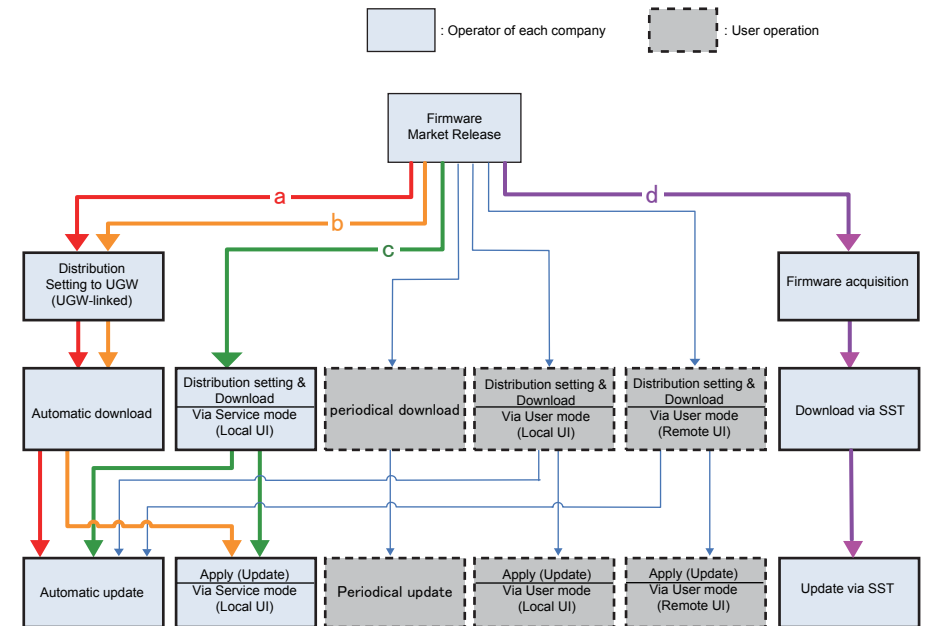 : Operator of each company
: User operation
Firmware
Market Release
a
b
c
d
Distribution
Setting to UGW
(UGW-linked)
Firmware acquisition
Automatic download
Distribution setting &
Download
Via Service mode
(Local UI)
periodical download
Distribution setting &
Download
Via User mode
(Local UI)
Distribution setting &
Download
Via User mode
(Remote UI)
Download via SST
Automatic update
Apply (Update)
Via Service mode
(Local UI)
Periodical update
Apply (Update)
Via User mode
(Local UI)
Apply (Update)
Via User mode
(Remote UI)
Update via SST